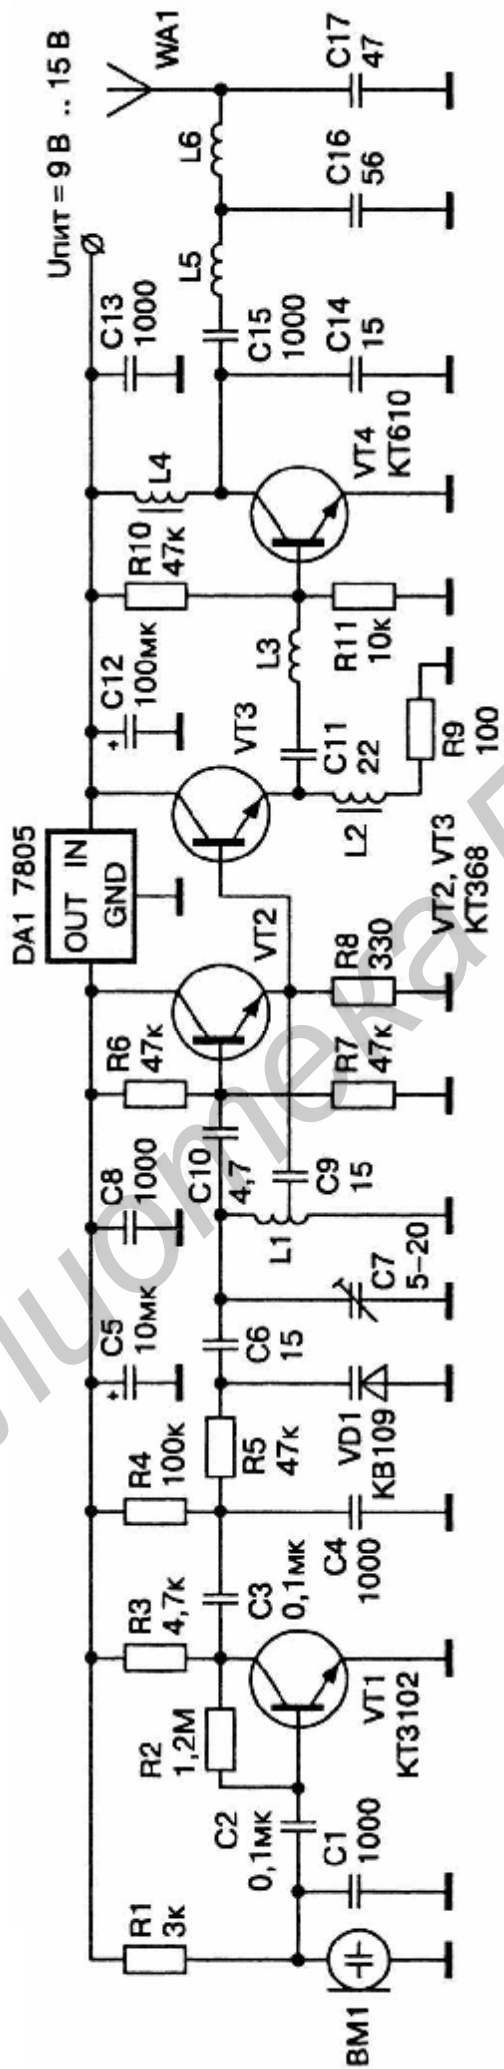 Uпит = 9 В .. 15 В
WA1
DA1 7805
OUT IN
GND
R1
3к
R3
4,7к
R4
100к
C5
10мк
C8
1000
R6
47к
C12
100мк
R10
47к
L4
C13
1000
R2
1,2М
C2
0,1мк
C3
0,1мк
R5
47к
C6
15
C10
4,7
VT2
VT3
L3
C11
22
C15
1000
L5
L6
BM1
C1
1000
VT1
КТ3102
C4
1000
VD1
КВ109
C7
5–20
L1
C9
15
R7
47к
R8
330
VT2, VT3
КТ368
L2
R9
100
R11
10к
VT4
КТ610
C14
15
C16
56
C17
47